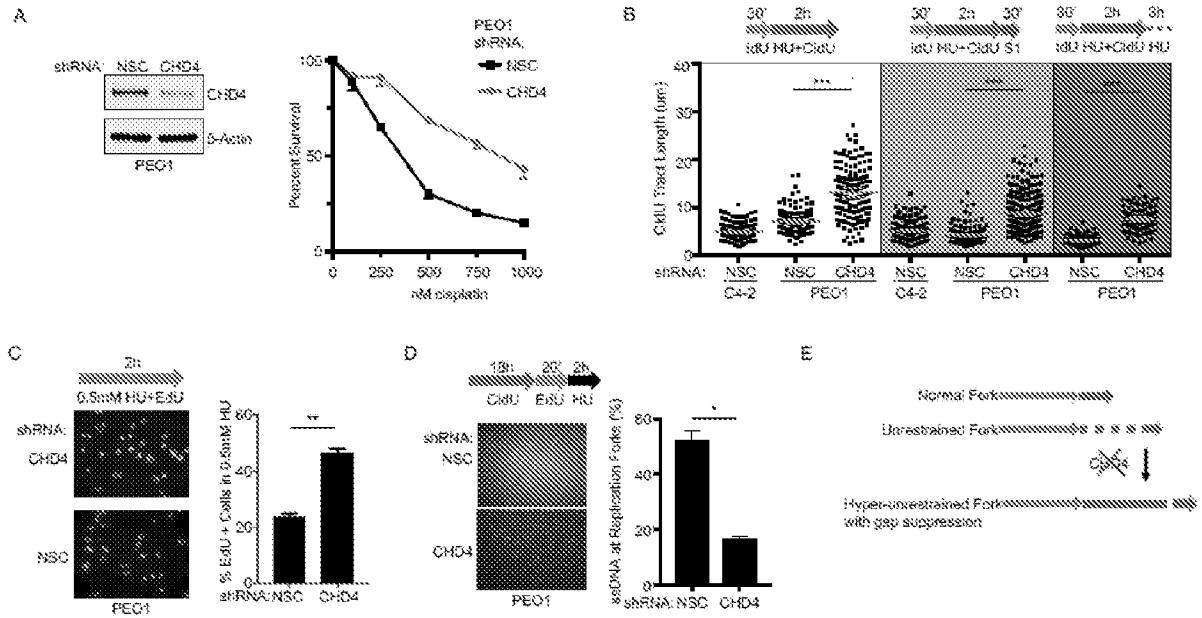 A
shRNA: NSC CHD4
CHD4
β-Actin
PEO1
PEO1
shRNA:
NSC
CHD4
Percent Survival
100
50
0
0 250 500 750 1000
nM cisplatin
B
30' 2h
IdU HU+CldU
30' 2h 30'
IdU HU+CldU S1
30' 2h 3h
IdU HU+CldU HU
CldU Tract Length (um)
40
30
20
10
0
***
***
shRNA: NSC NSC CHD4 NSC NSC CHD4 NSC CHD4
C4-2 PEO1 C4-2 PEO1 PEO1
C
2h
0.5mM HU+EdU
shRNA:
CHD4
NSC
PEO1
% EdU + Cells in 0.5mM HU
60
40
20
0
**
shRNA: NSC CHD4
D
18h 20' 2h
CldU EdU HU
shRNA:
NSC
CHD4
PEO1
ssDNA at Replication Forks (%)
60
40
20
0
*
shRNA: NSC CHD4
E
Normal Fork
Unrestrained Fork
CHD4
Hyper-unrestrained Fork
with gap suppression